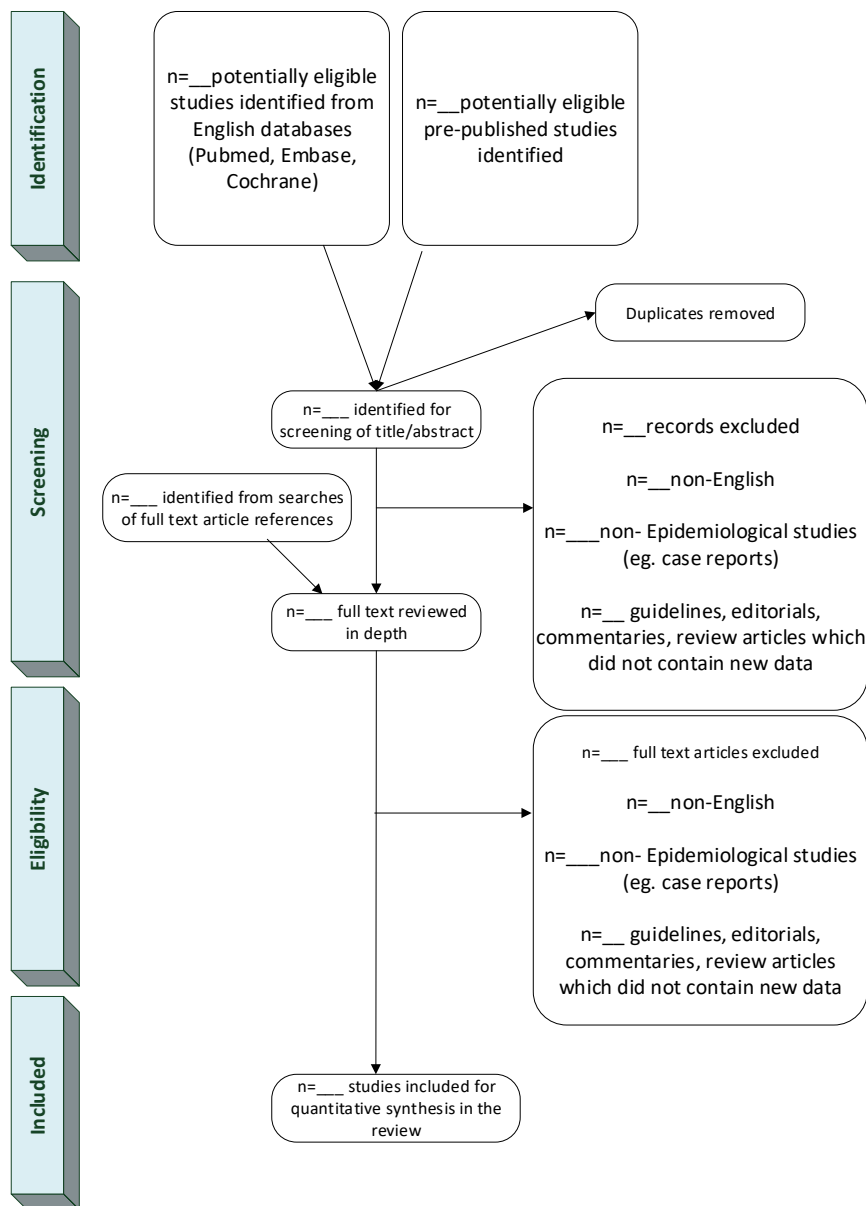 Identification
n=__potentially eligible
studies identified from
English databases
(Pubmed, Embase,
Cochrane)
n=__potentially eligible
pre-published studies
identified
Screening
Duplicates removed
n=___ identified for
screening of title/abstract
n=___ identified from searches
of full text article references
n=___ full text reviewed
in depth
n=__records excluded
n=__non-English
n=___non- Epidemiological studies
(eg. case reports)
n=__ guidelines, editorials,
commentaries, review articles which
did not contain new data
Eligibility
n=___ full text articles excluded
n=__non-English
n=___non- Epidemiological studies
(eg. case reports)
n=__ guidelines, editorials,
commentaries, review articles
which did not contain new data
Included
n=___ studies included for
quantitative synthesis in the
review